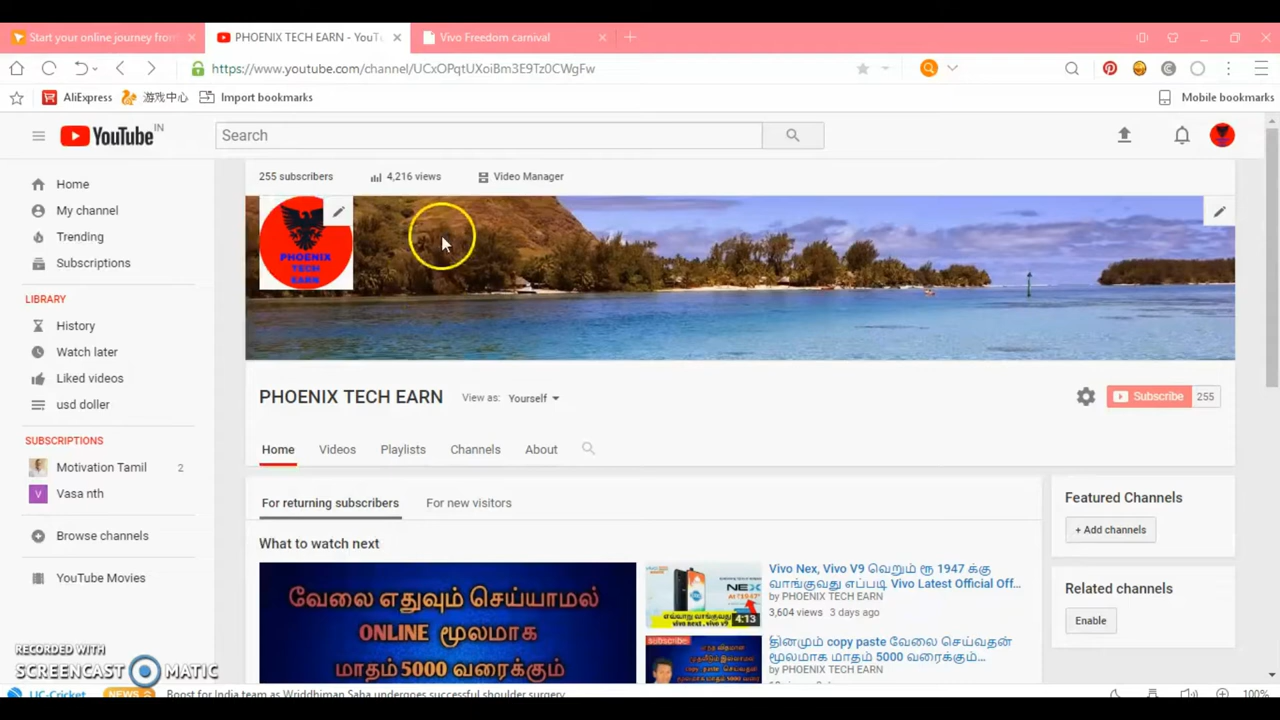 Start your online journey from
PHOENIX TECH EARN - YouTu
Vivo Freedom carnival
https://www.youtube.com/channel/UCxOPqtUXoiBm3E9Tz0CWgFw
AliExpress
游戏中心
Import bookmarks
Mobile bookmarks
YouTube IN
Search
255 subscribers
4,216 views
Video Manager
Home
My channel
Trending
Subscriptions
LIBRARY
History
Watch later
Liked videos
usd doller
SUBSCRIPTIONS
Motivation Tamil 2
V Vasa nth
Browse channels
YouTube Movies
PHOENIX
TECH
EARN
PHOENIX TECH EARN
View as: Yourself
Subscribe 255
Home
Videos
Playlists
Channels
About
For returning subscribers
For new visitors
What to watch next
வேலை எதுவும் செய்யாமல்
ONLINE மூலமாக
மாதம் 5000 வரைக்கும்
NEX
4:13
Vivo Nex, Vivo V9 வெறும் ரூ 1947 க்கு
வாங்குவது எப்படி Vivo Latest Official Off...
by PHOENIX TECH EARN
3,604 views 3 days ago
subscribe
தினமும் copy paste வேலை செய்வதன்
மூலமாக மாதம் 5000 வரைக்கும்...
by PHOENIX TECH EARN
Featured Channels
+ Add channels
Related channels
Enable
RECORDED WITH
SCREENCAST MATIC
UC-Cricket
NEWS
Boost for India team as Wriddhiman Saha undergoes succesful shoulder surgery
100%